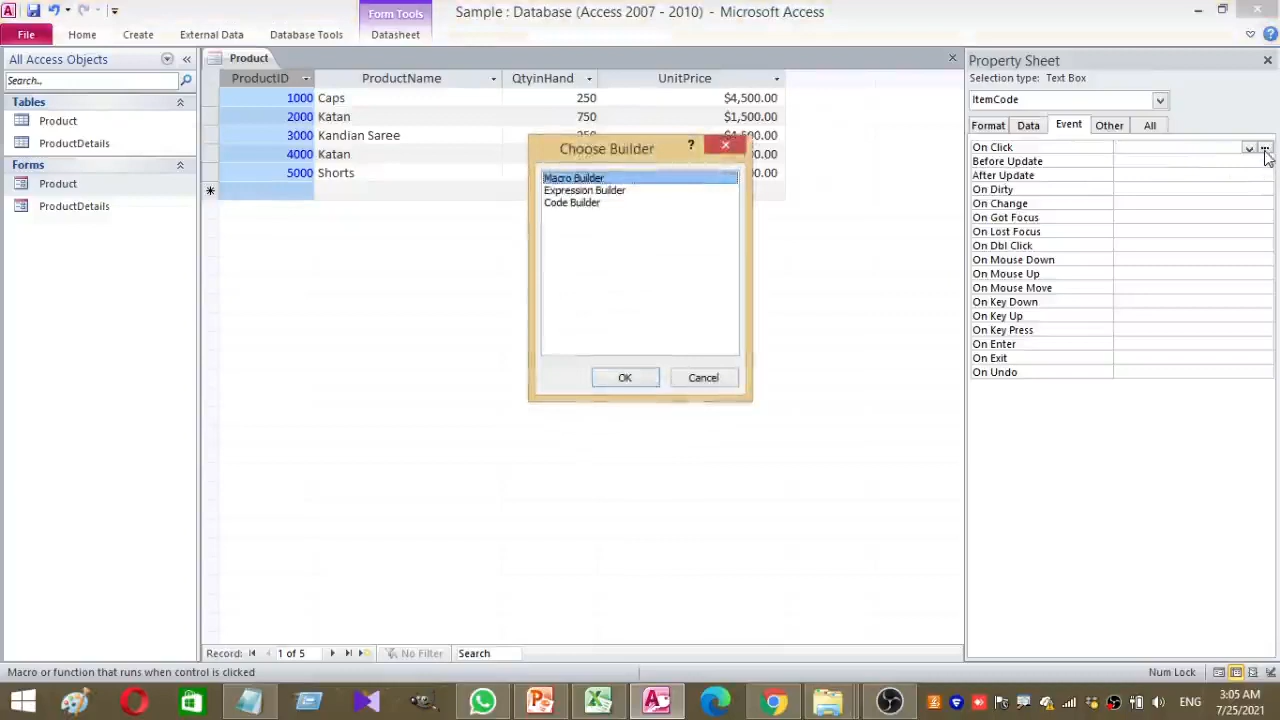 Form Tools
Sample : Database (Access 2007 - 2010) - Microsoft Access
File
Home
Create
External Data
Database Tools
Datasheet
All Access Objects
Search...
Tables
Product
ProductDetails
Forms
Product
ProductDetails
Product
ProductID ProductName QtyinHand UnitPrice
1000 Caps 250 $4,500.00
2000 Katan 750 $1,500.00
3000 Kandian Saree
4000 Katan
5000 Shorts
Choose Builder
Macro Builder
Expression Builder
Code Builder
OK Cancel
Property Sheet
Selection type: Text Box
ItemCode
Format Data Event Other All
On Click
Before Update
After Update
On Dirty
On Change
On Got Focus
On Lost Focus
On Dbl Click
On Mouse Down
On Mouse Up
On Mouse Move
On Key Down
On Key Up
On Key Press
On Enter
On Exit
On Undo
Record: 1 of 5 No Filter Search
Macro or function that runs when control is clicked
Num Lock
ENG
3:05 AM
7/25/2021